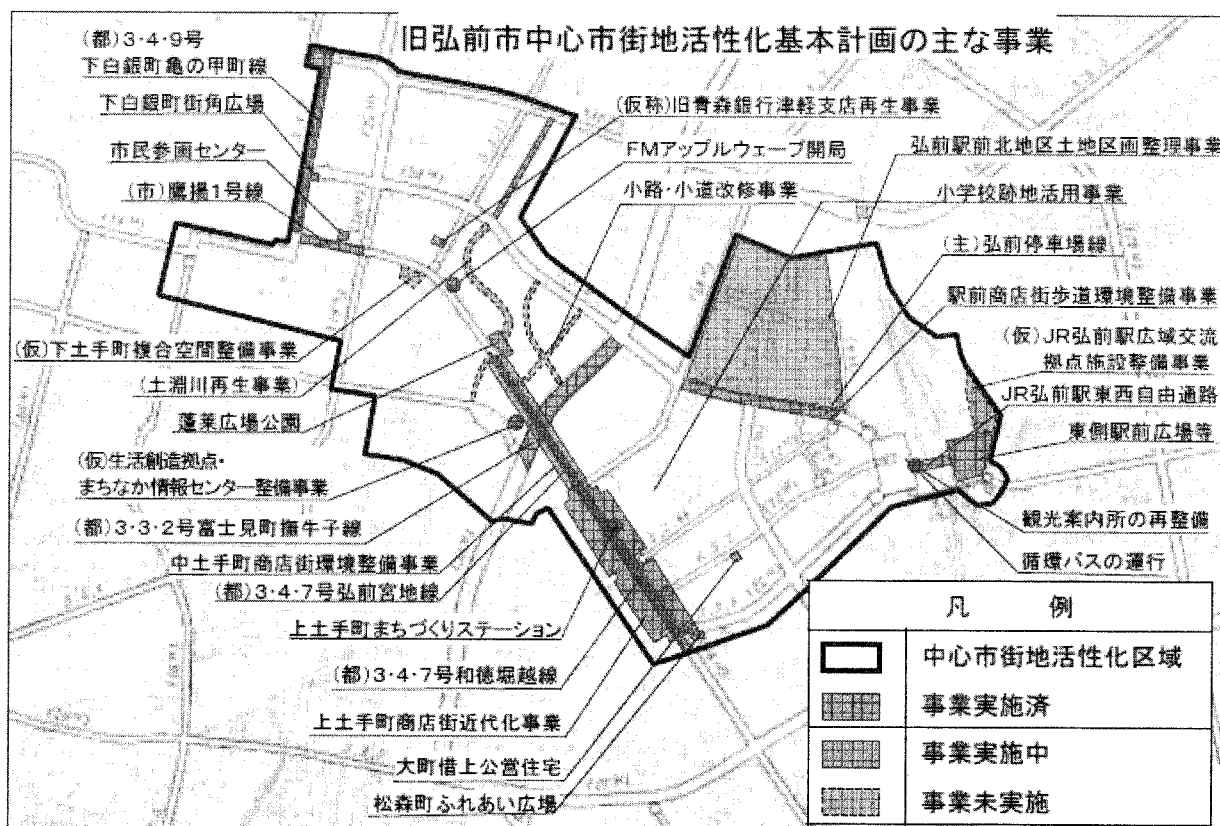 旧弘前市中心市街地活性化基本計画の主な事業
(都)3・4・9号
下白銀町亀の甲町線
下白銀町街角広場
市民参画センター
(市)鷹揚1号線
(仮称)旧青森銀行津軽支店再生事業
FMアップルウェーブ開局
小路・小道改修事業
弘前駅前北地区土地区画整理事業
小学校跡地活用事業
(主)弘前停車場線
駅前商店街歩道環境整備事業
(仮)JR弘前駅広域交流
拠点施設整備事業
JR弘前駅東西自由通路
東側駅前広場等
観光案内所の再整備
循環バスの運行
(仮)下土手町複合空間整備事業
(土淵川再生事業)
蓬莱広場公園
(仮)生活創造拠点・
まちなか情報センター整備事業
(都)3・3・2号富士見町撫牛子線
中土手町商店街環境整備事業
(都)3・4・7号弘前宮地線
上土手町まちづくりステーション
(都)3・4・7号和徳堀越線
上土手町商店街近代化事業
大町借上公営住宅
松森町ふれあい広場
凡 例
中心市街地活性化区域
事業実施済
事業実施中
事業未実施